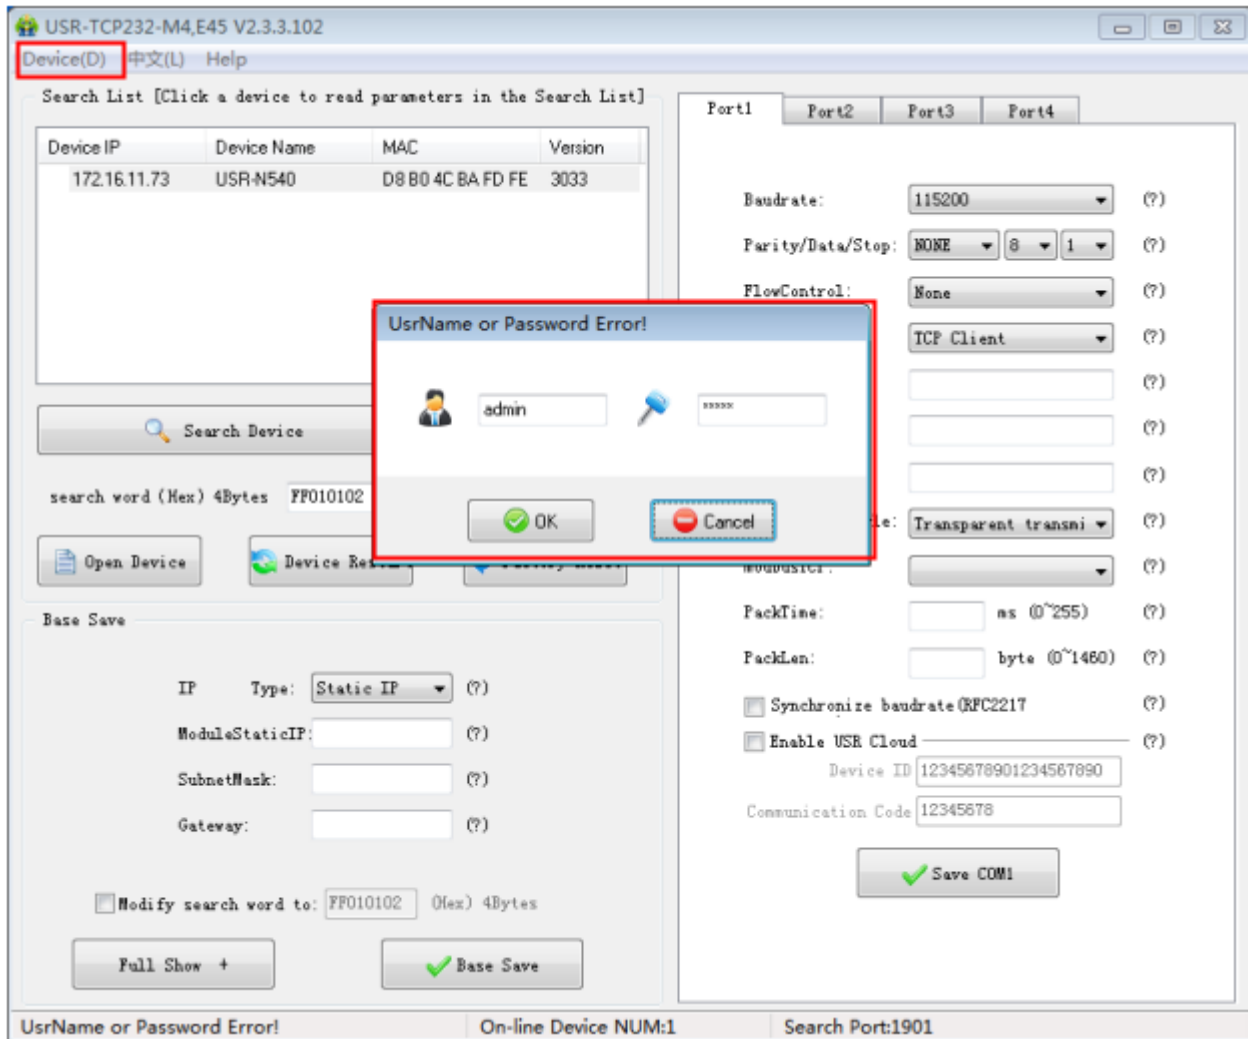 USR-TCP232-M4,E45 V2.3.3.102
Device(D) 中文(L) Help
Search List [Click a device to read parameters in the Search List]
Device IP Device Name MAC Version
172.16.11.73 USR-N540 D8 B0 4C BA FD FE 3033
Search Device
search word (Hex) 4Bytes FF010102
Open Device Device Res
Base Save
IP Type: Static IP (?)
ModuleStaticIP: (?)
SubnetMask: (?)
Gateway: (?)
Modify search word to: FF010102 (Hex) 4Bytes
Full Show + Base Save
UsrName or Password Error!
admin *****
OK Cancel
Port1 Port2 Port3 Port4
Baudrate: 115200 (?)
Parity/Data/Stop: NONE 8 1 (?)
FlowControl: None (?)
TCP Client (?)
(?)
(?)
(?)
le: Transparent transmi (?)
(?)
PackTime: ms (0~255) (?)
PackLen: byte (0~1460) (?)
Synchronize baudrate(RFC2217 (?)
Enable USR Cloud (?)
Device ID 12345678901234567890
Communication Code 12345678
Save COM1
UsrName or Password Error! On-line Device NUM:1 Search Port:1901